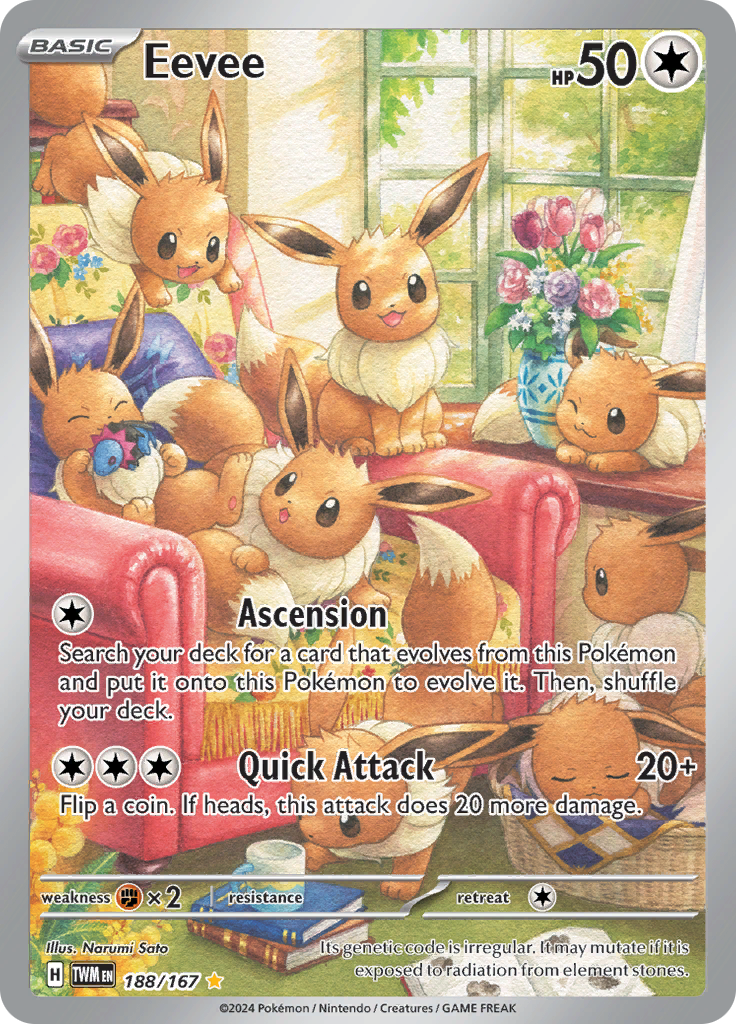 BASIC
Eevee
HP 50
Ascension
Search your deck for a card that evolves from this Pokémon
and put it onto this Pokémon to evolve it. Then, shuffle
your deck.
Quick Attack 20+
Flip a coin. If heads, this attack does 20 more damage.
weakness ×2 resistance retreat
Illus. Narumi Sato
Its genetic code is irregular. It may mutate if it is
exposed to radiation from element stones.
H TWM EN 188/167
©2024 Pokémon / Nintendo / Creatures / GAME FREAK